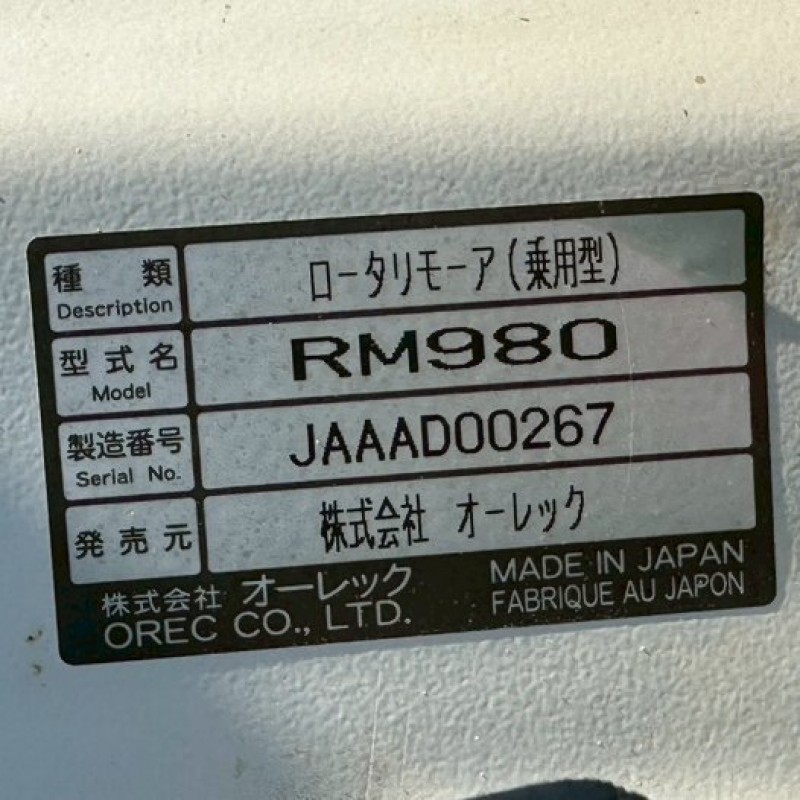 種類 ロータリモーア(乗用型)
Description
型式名 RM980
Model
製造番号 JAAAD00267
Serial No.
発売元 株式会社 オーレック
株式会社 オーレック MADE IN JAPAN
OREC CO., LTD. FABRIQUE AU JAPON